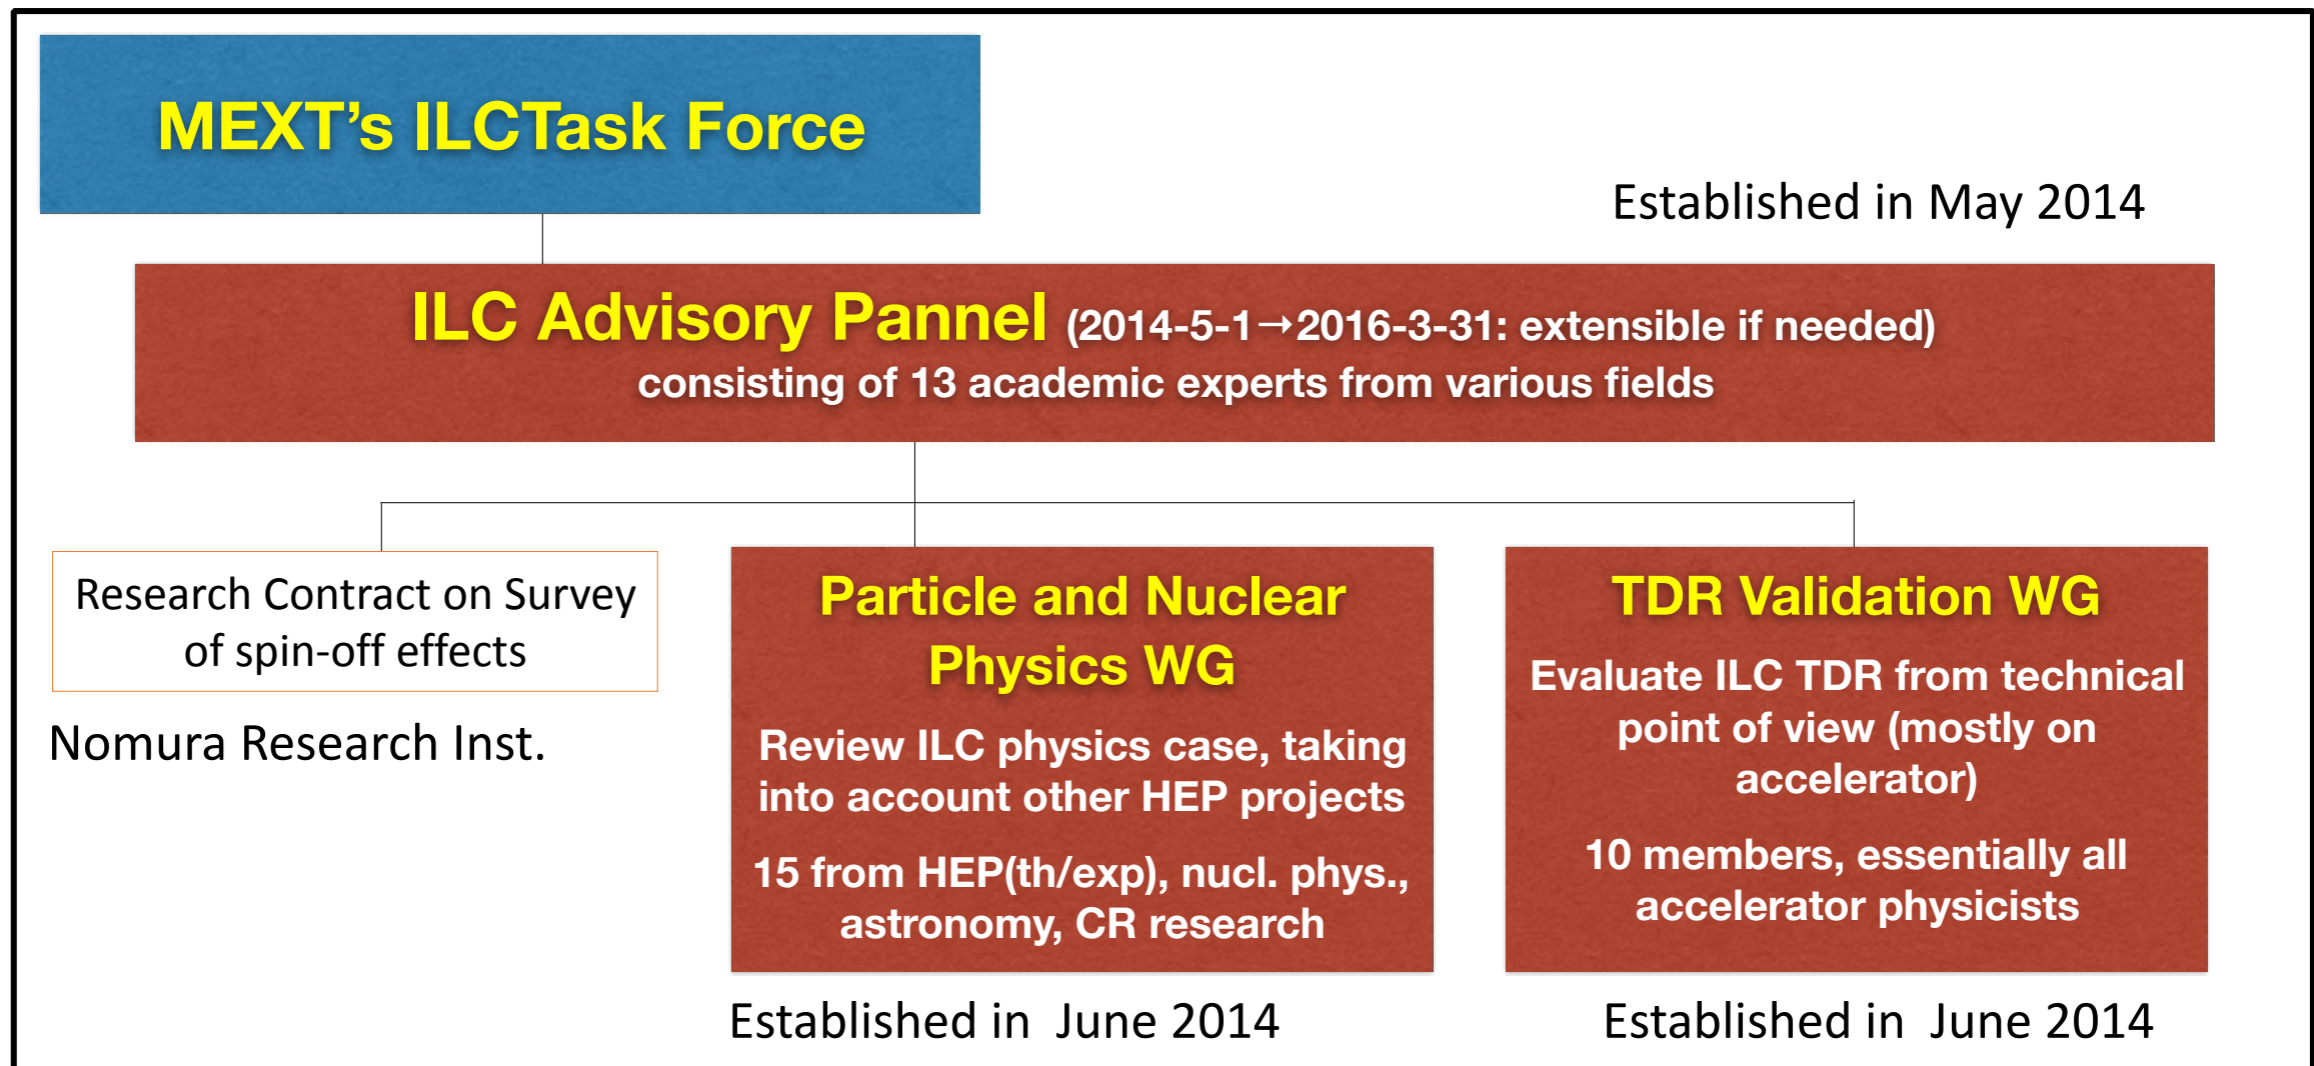 MEXT’s ILCTask Force
Established in May 2014
ILC Advisory Pannel (2014-5-1→2016-3-31: extensible if needed)
consisting of 13 academic experts from various fields
Research Contract on Survey
of spin-off effects
Nomura Research Inst.
Particle and Nuclear
Physics WG
Review ILC physics case, taking
into account other HEP projects
15 from HEP(th/exp), nucl. phys.,
astronomy, CR research
Established in June 2014
TDR Validation WG
Evaluate ILC TDR from technical
point of view (mostly on
accelerator)
10 members, essentially all
accelerator physicists
Established in June 2014